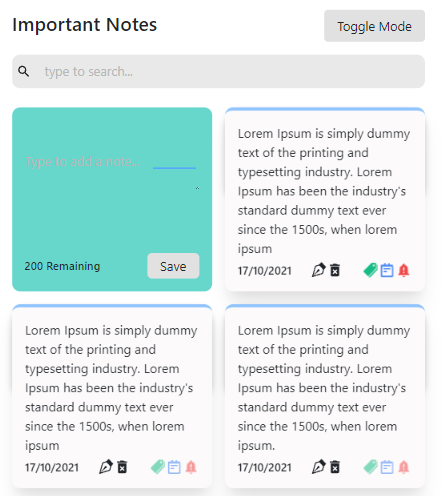 Important Notes
Toggle Mode
type to search...
Type to add a note...
200 Remaining
Save
Lorem Ipsum is simply dummy
text of the printing and
typesetting industry. Lorem
Ipsum has been the industry's
standard dummy text ever
since the 1500s, when lorem
ipsum
17/10/2021
Lorem Ipsum is simply dummy
text of the printing and
typesetting industry. Lorem
Ipsum has been the industry's
standard dummy text ever
since the 1500s, when lorem
ipsum
17/10/2021
Lorem Ipsum is simply dummy
text of the printing and
typesetting industry. Lorem
Ipsum has been the industry's
standard dummy text ever
since the 1500s, when lorem
ipsum.
17/10/2021